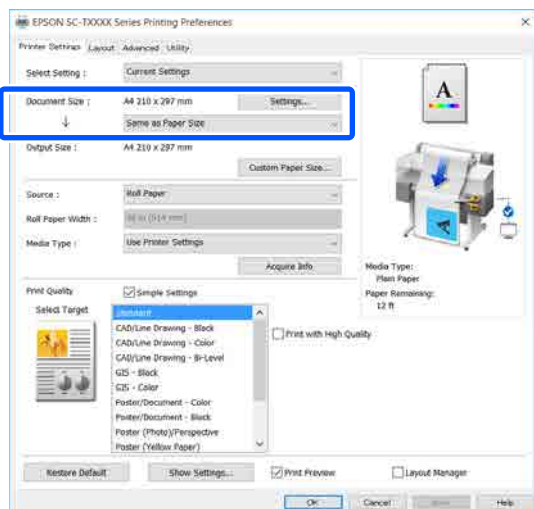 EPSON SC-TXXXX Series Printing Preferences
Printer Settings Layout Advanced Utility
Select Setting : Current Settings
Document Size : A4 210 x 297 mm Settings...
Same as Paper Size
Output Size : A4 210 x 297 mm
Custom Paper Size...
Source : Roll Paper
Roll Paper Width :
Media Type : Use Printer Settings
Acquire Info
Media Type:
Plain Paper
Paper Remaining:
12 ft
Print Quality Simple Settings
Select Target
Standard
CAD/Line Drawing - Black
CAD/Line Drawing - Color
CAD/Line Drawing - Bi-Level
GIS - Black
GIS - Color
Poster/Document - Color
Poster/Document - Black
Poster (Photo)/Perspective
Poster (Yellow Paper)
Print with High Quality
Restore Default Show Settings... Print Preview Layout Manager
OK Cancel Help